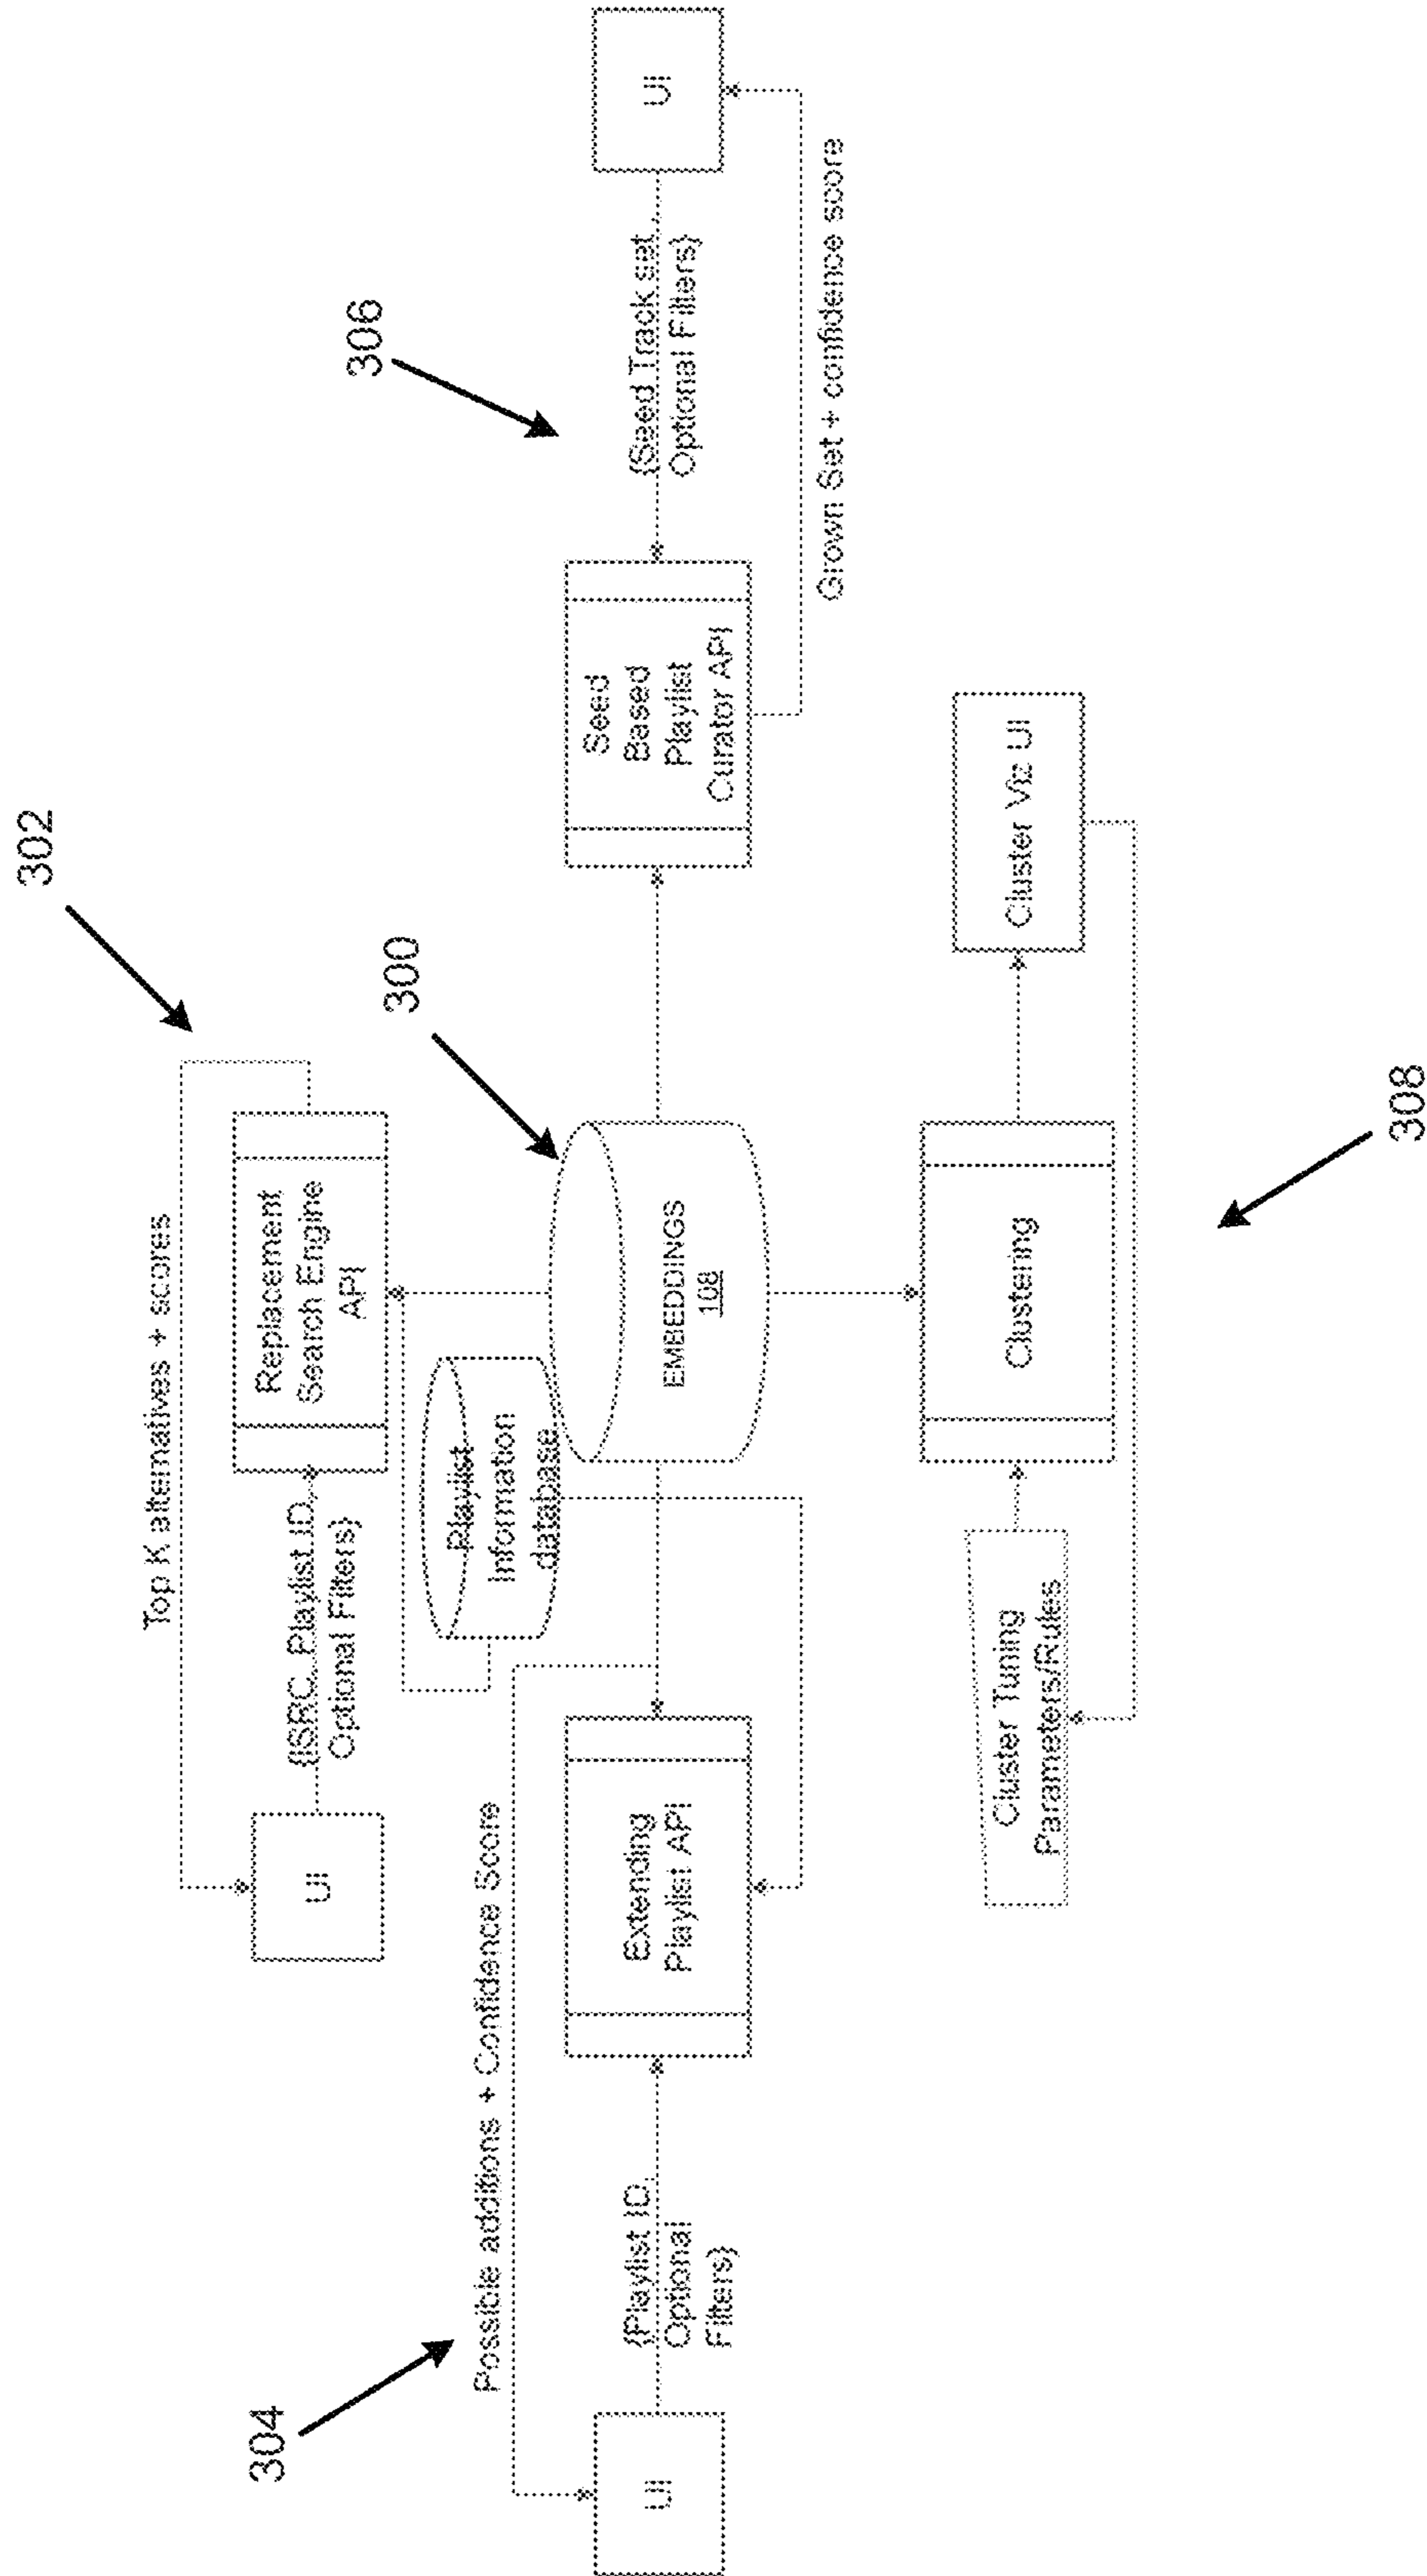 302
Top K alternatives + scores
UI
{ISRC, Playlist ID,
Optional Filters}
Replacement
Search Engine
API
300
306
304
Possible additions + Confidence Score
Playlist
Information
database
UI
{Playlist ID,
Optional
Filters}
Extending
Playlist API
EMBEDDINGS
108
Seed
Based
Playlist
Curator API
{Seed Track set,
Optional Filters}
UI
Grown Set + confidence score
Cluster Tuning
Parameters/Rules
Clustering
Cluster Viz UI
308